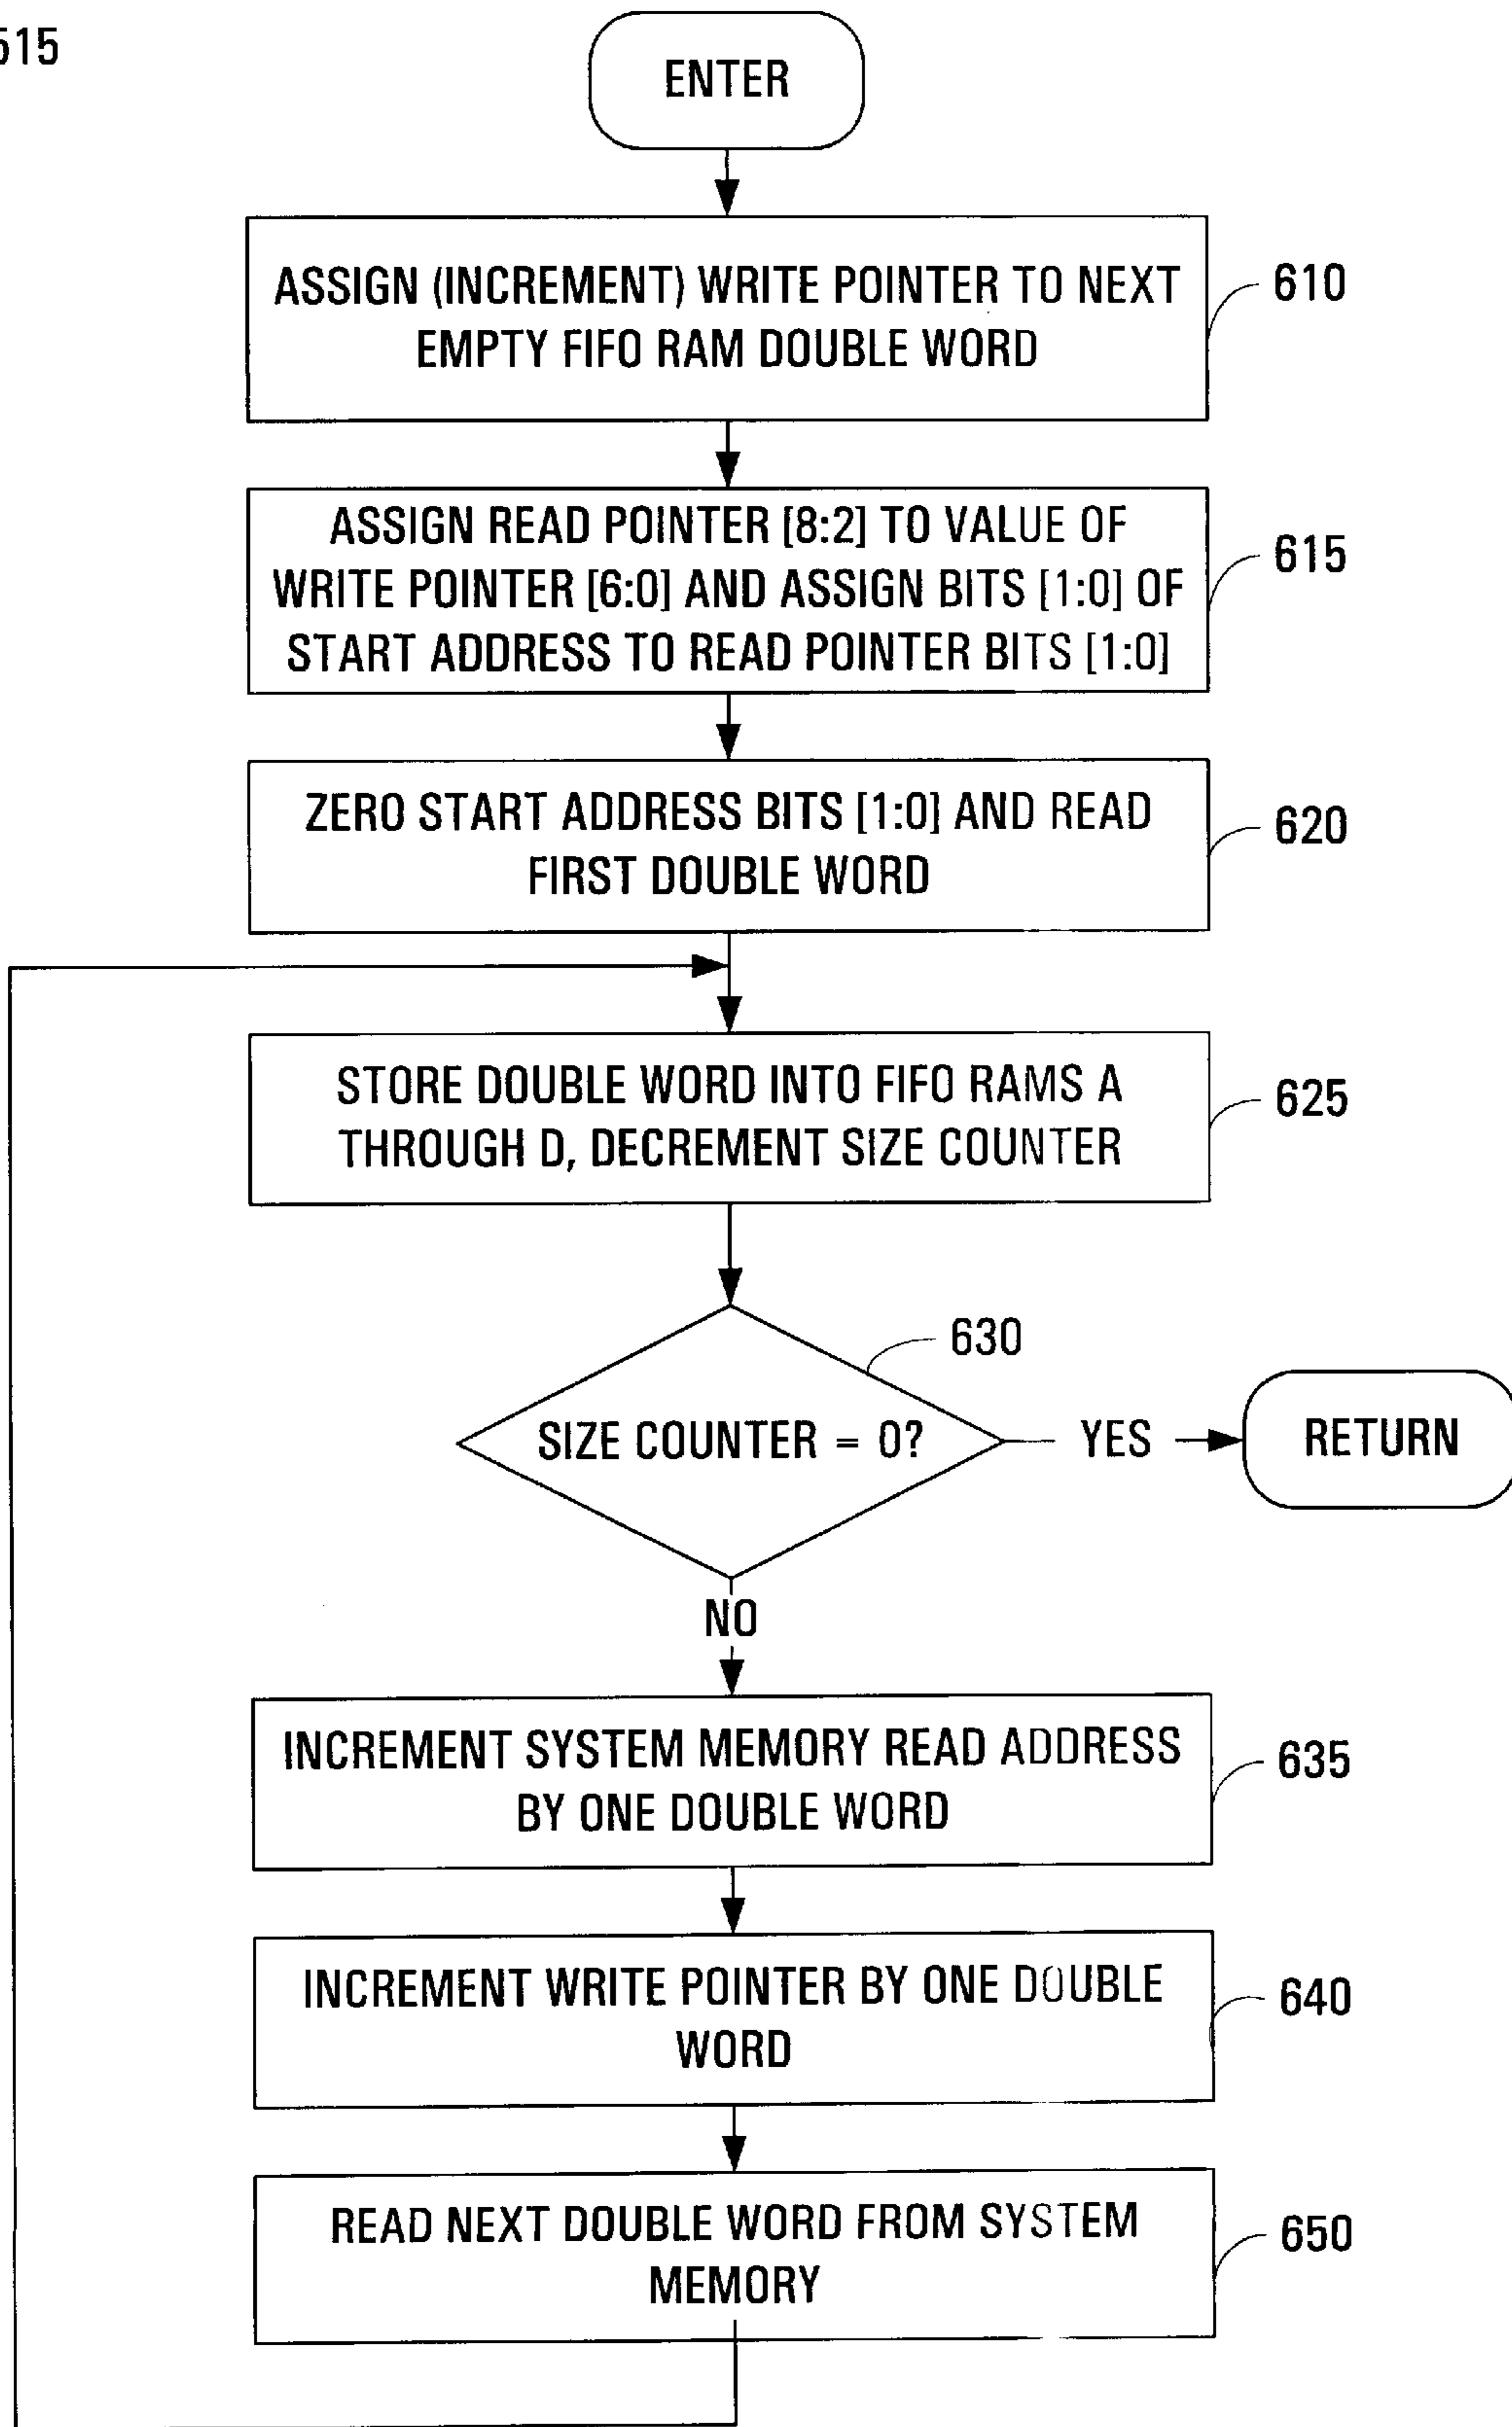 515
ENTER
ASSIGN (INCREMENT) WRITE POINTER TO NEXT
EMPTY FIFO RAM DOUBLE WORD
610
ASSIGN READ POINTER [8:2] TO VALUE OF
WRITE POINTER [6:0] AND ASSIGN BITS [1:0] OF
START ADDRESS TO READ POINTER BITS [1:0]
615
ZERO START ADDRESS BITS [1:0] AND READ
FIRST DOUBLE WORD
620
STORE DOUBLE WORD INTO FIFO RAMS A
THROUGH D, DECREMENT SIZE COUNTER
625
630
SIZE COUNTER = 0?
YES
RETURN
NO
INCREMENT SYSTEM MEMORY READ ADDRESS
BY ONE DOUBLE WORD
635
INCREMENT WRITE POINTER BY ONE DOUBLE
WORD
640
READ NEXT DOUBLE WORD FROM SYSTEM
MEMORY
650